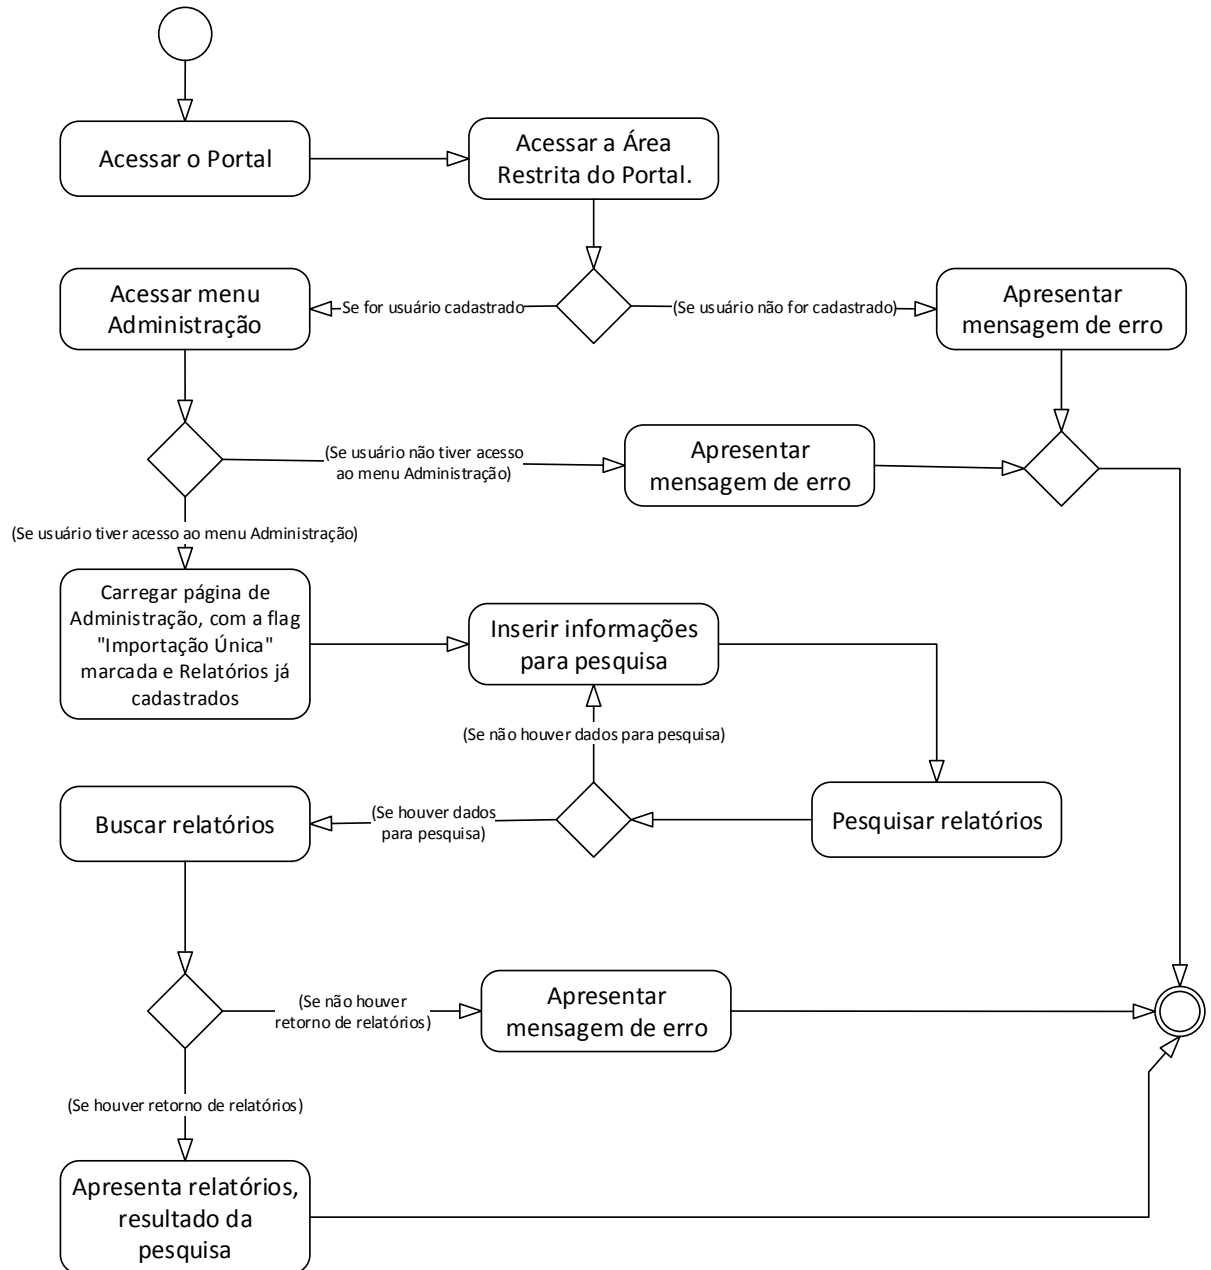 Acessar o Portal
Acessar a Área
Restrita do Portal.
Acessar menu
Administração
Se for usuário cadastrado
(Se usuário não for cadastrado)
Apresentar
mensagem de erro
(Se usuário não tiver acesso
ao menu Administração)
Apresentar
mensagem de erro
(Se usuário tiver acesso ao menu Administração)
Carregar página de
Administração, com a flag
"Importação Única"
marcada e Relatórios já
cadastrados
Inserir informações
para pesquisa
(Se não houver dados para pesquisa)
Buscar relatórios
(Se houver dados
para pesquisa)
Pesquisar relatórios
(Se não houver
retorno de relatórios)
Apresentar
mensagem de erro
(Se houver retorno de relatórios)
Apresenta relatórios,
resultado da
pesquisa